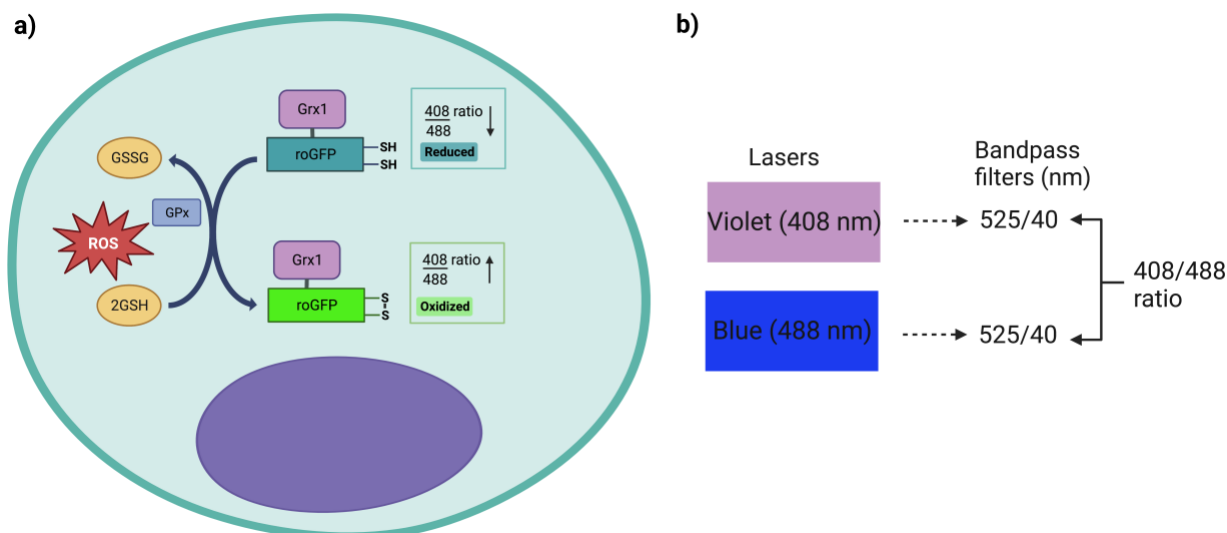 a)
Grx1
roGFP
SH
SH
408 ratio
488
Reduced
GSSG
GPx
ROS
2GSH
Grx1
roGFP
S
S
408 ratio
488
Oxidized
b)
Lasers
Bandpass
filters (nm)
Violet (408 nm)
525/40
408/488
ratio
Blue (488 nm)
525/40